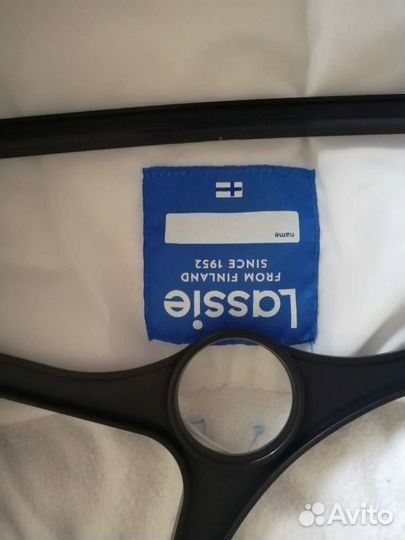 Lassie
FROM FINLAND
SINCE 1952
name
Avito